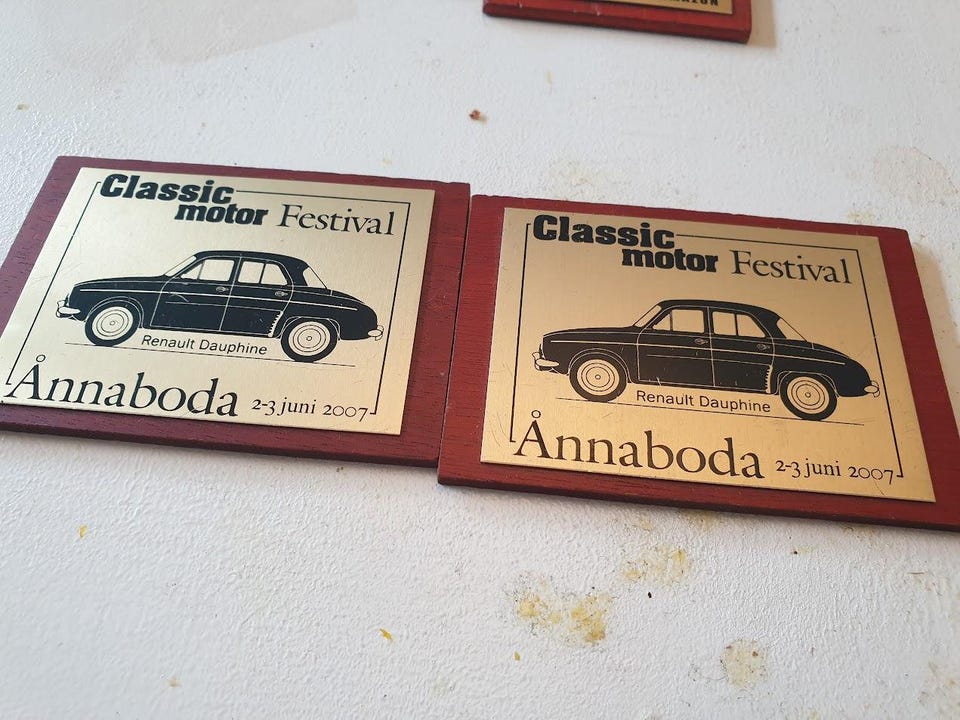 Classic
motor Festival
Renault Dauphine
Ånnaboda 2-3 juni 2007
Classic
motor Festival
Renault Dauphine
Ånnaboda 2-3 juni 2007